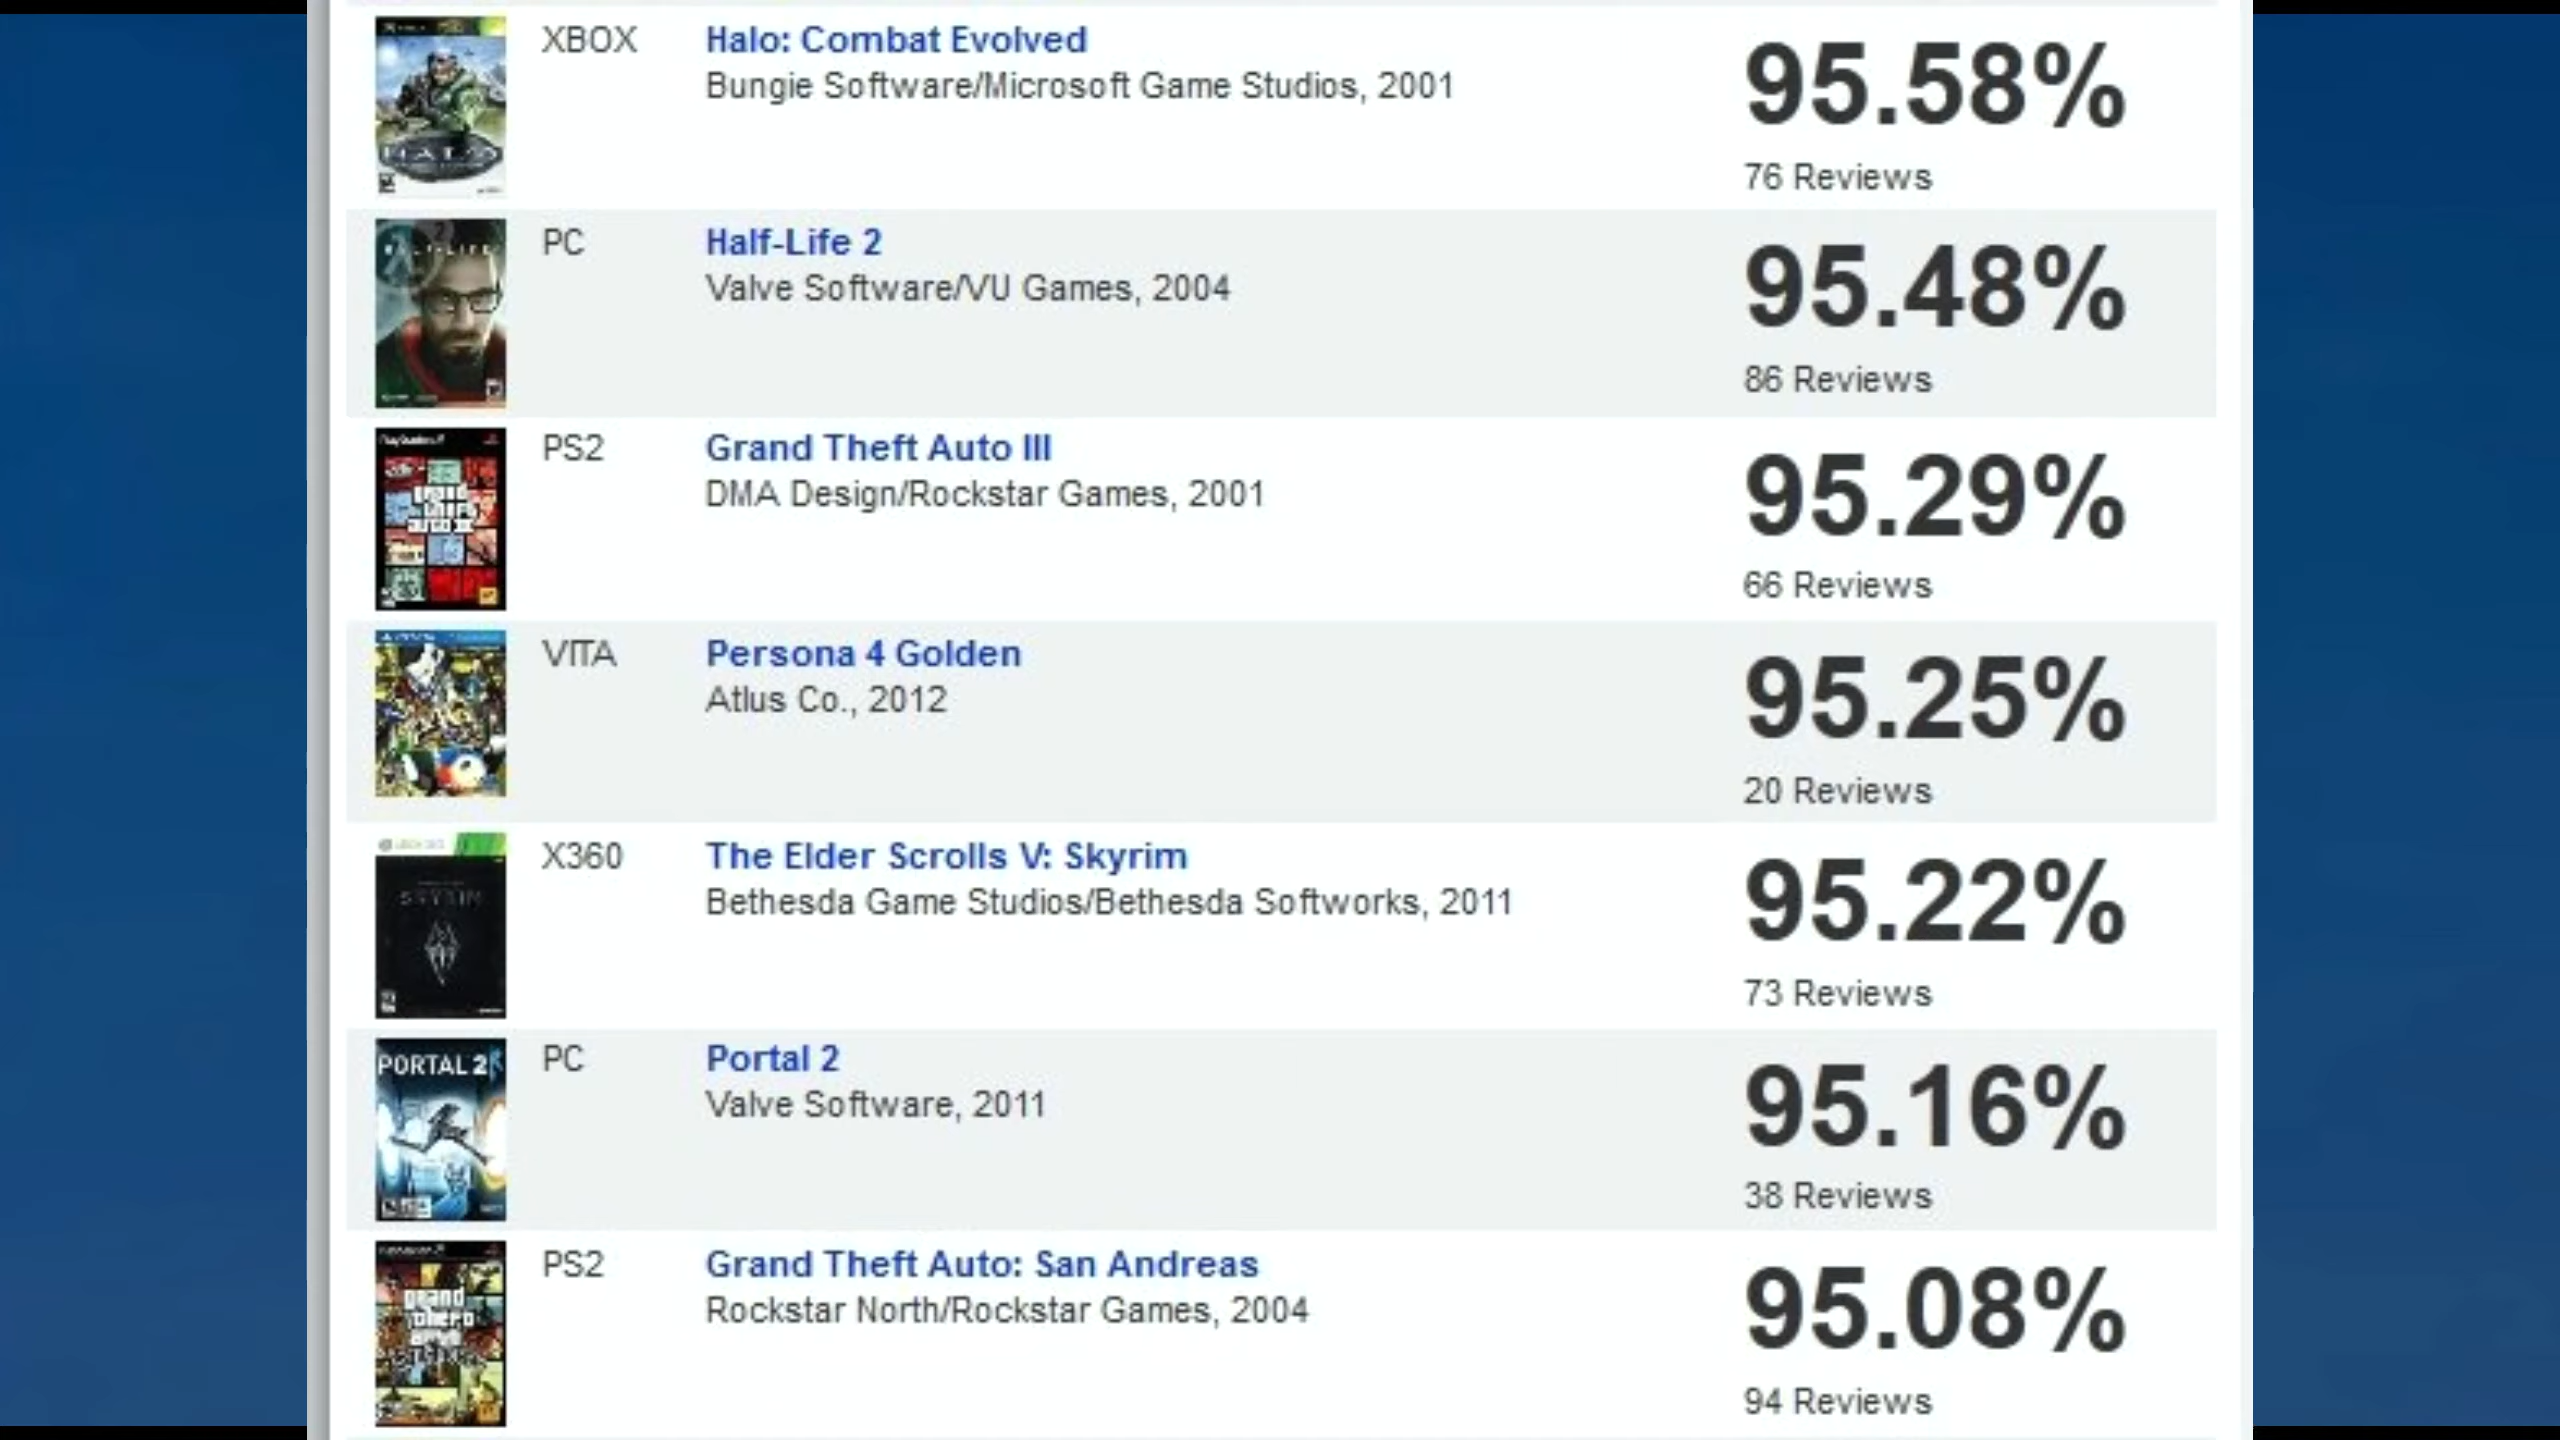 XBOX
Halo: Combat Evolved
Bungie Software/Microsoft Game Studios, 2001
95.58%
76 Reviews
HALO
PC
Half-Life 2
Valve Software/VU Games, 2004
95.48%
86 Reviews
PS2
Grand Theft Auto III
DMA Design/Rockstar Games, 2001
95.29%
66 Reviews
VITA
Persona 4 Golden
Atlus Co., 2012
95.25%
20 Reviews
X360
The Elder Scrolls V: Skyrim
Bethesda Game Studios/Bethesda Softworks, 2011
95.22%
73 Reviews
SKYRIM
PC
Portal 2
Valve Software, 2011
95.16%
38 Reviews
PORTAL 2
PS2
Grand Theft Auto: San Andreas
Rockstar North/Rockstar Games, 2004
95.08%
94 Reviews